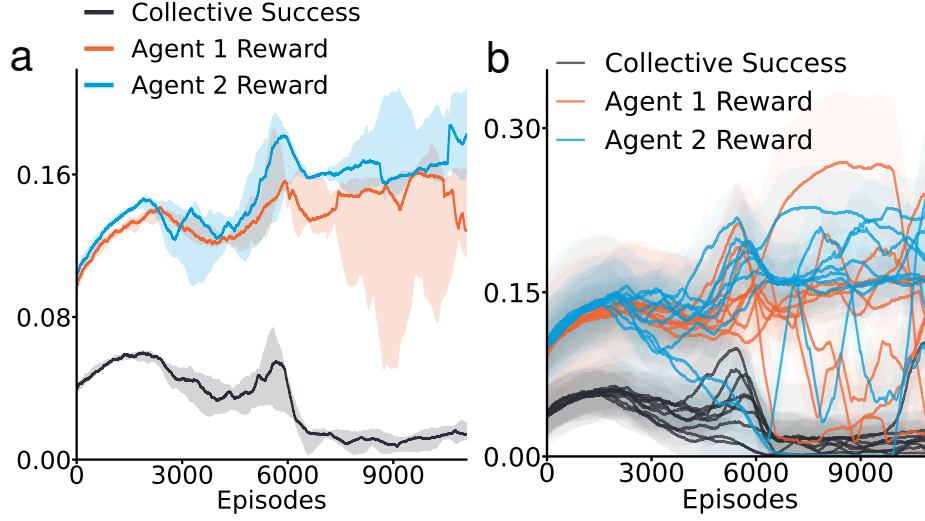 a
Collective Success
Agent 1 Reward
Agent 2 Reward
0.16
0.08
0.00
0 3000 6000 9000
Episodes
b
Collective Success
Agent 1 Reward
Agent 2 Reward
0.30
0.15
0.00
0 3000 6000 9000
Episodes